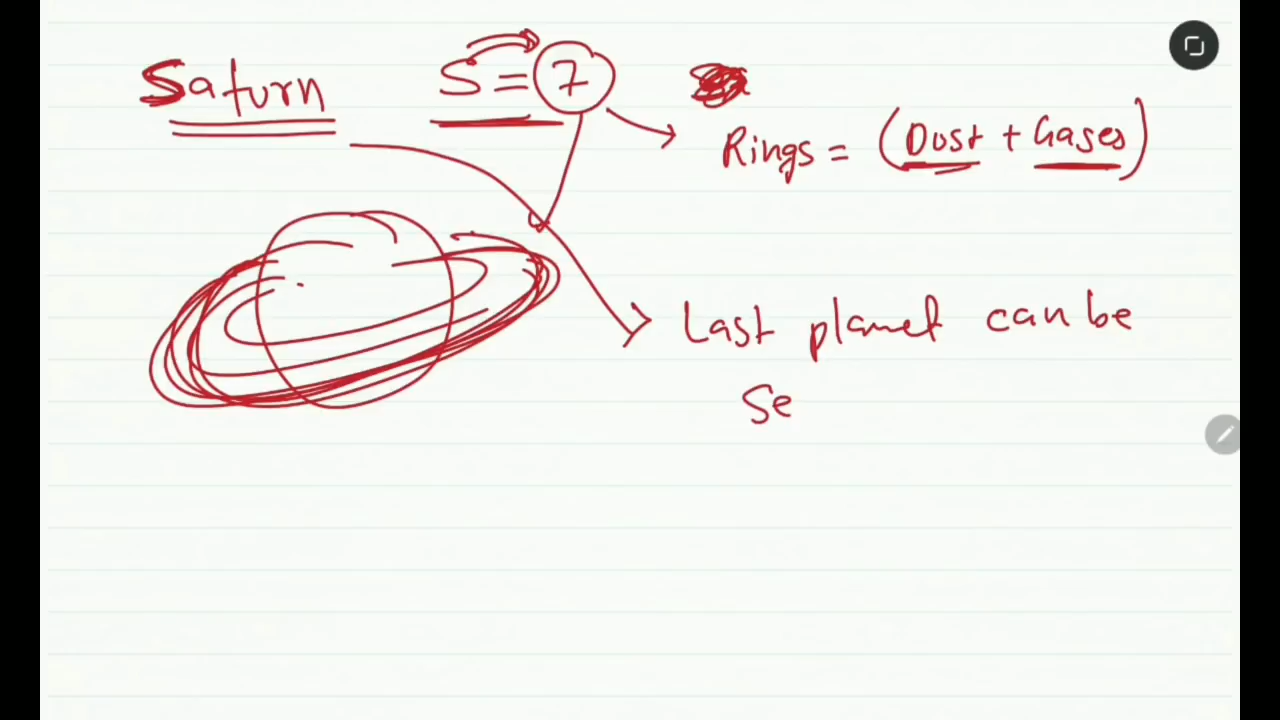 Saturn S = 7
Rings = (Dust + Gases)
Last planet can be
Se